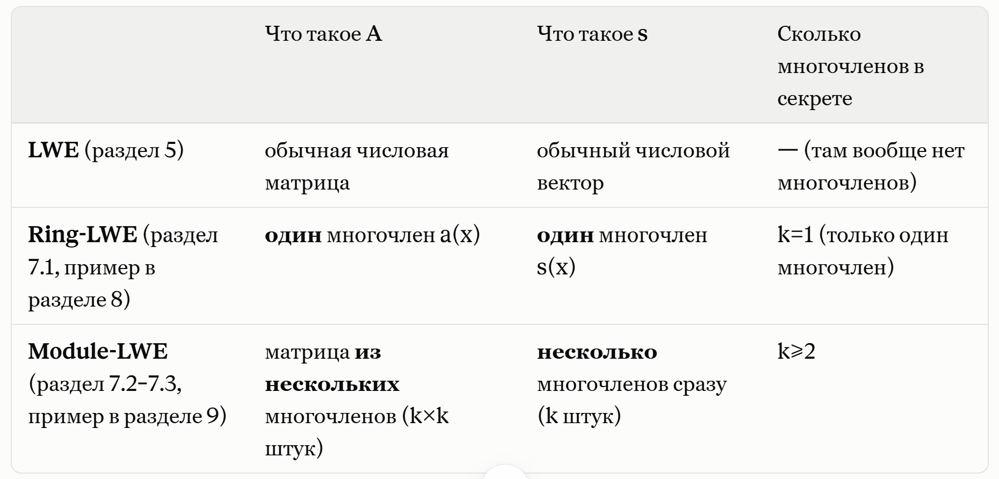 Что такое A
Что такое s
Сколько
многочленов в
секрете
LWE (раздел 5)
обычная числовая
матрица
обычный числовой
вектор
— (там вообще нет
многочленов)
Ring-LWE (раздел
7.1, пример в
разделе 8)
один многочлен a(x)
один многочлен
s(x)
k=1 (только один
многочлен)
Module-LWE
(раздел 7.2–7.3,
пример в разделе 9)
матрица из
нескольких
многочленов (k×k
штук)
несколько
многочленов сразу
(k штук)
k⩾2